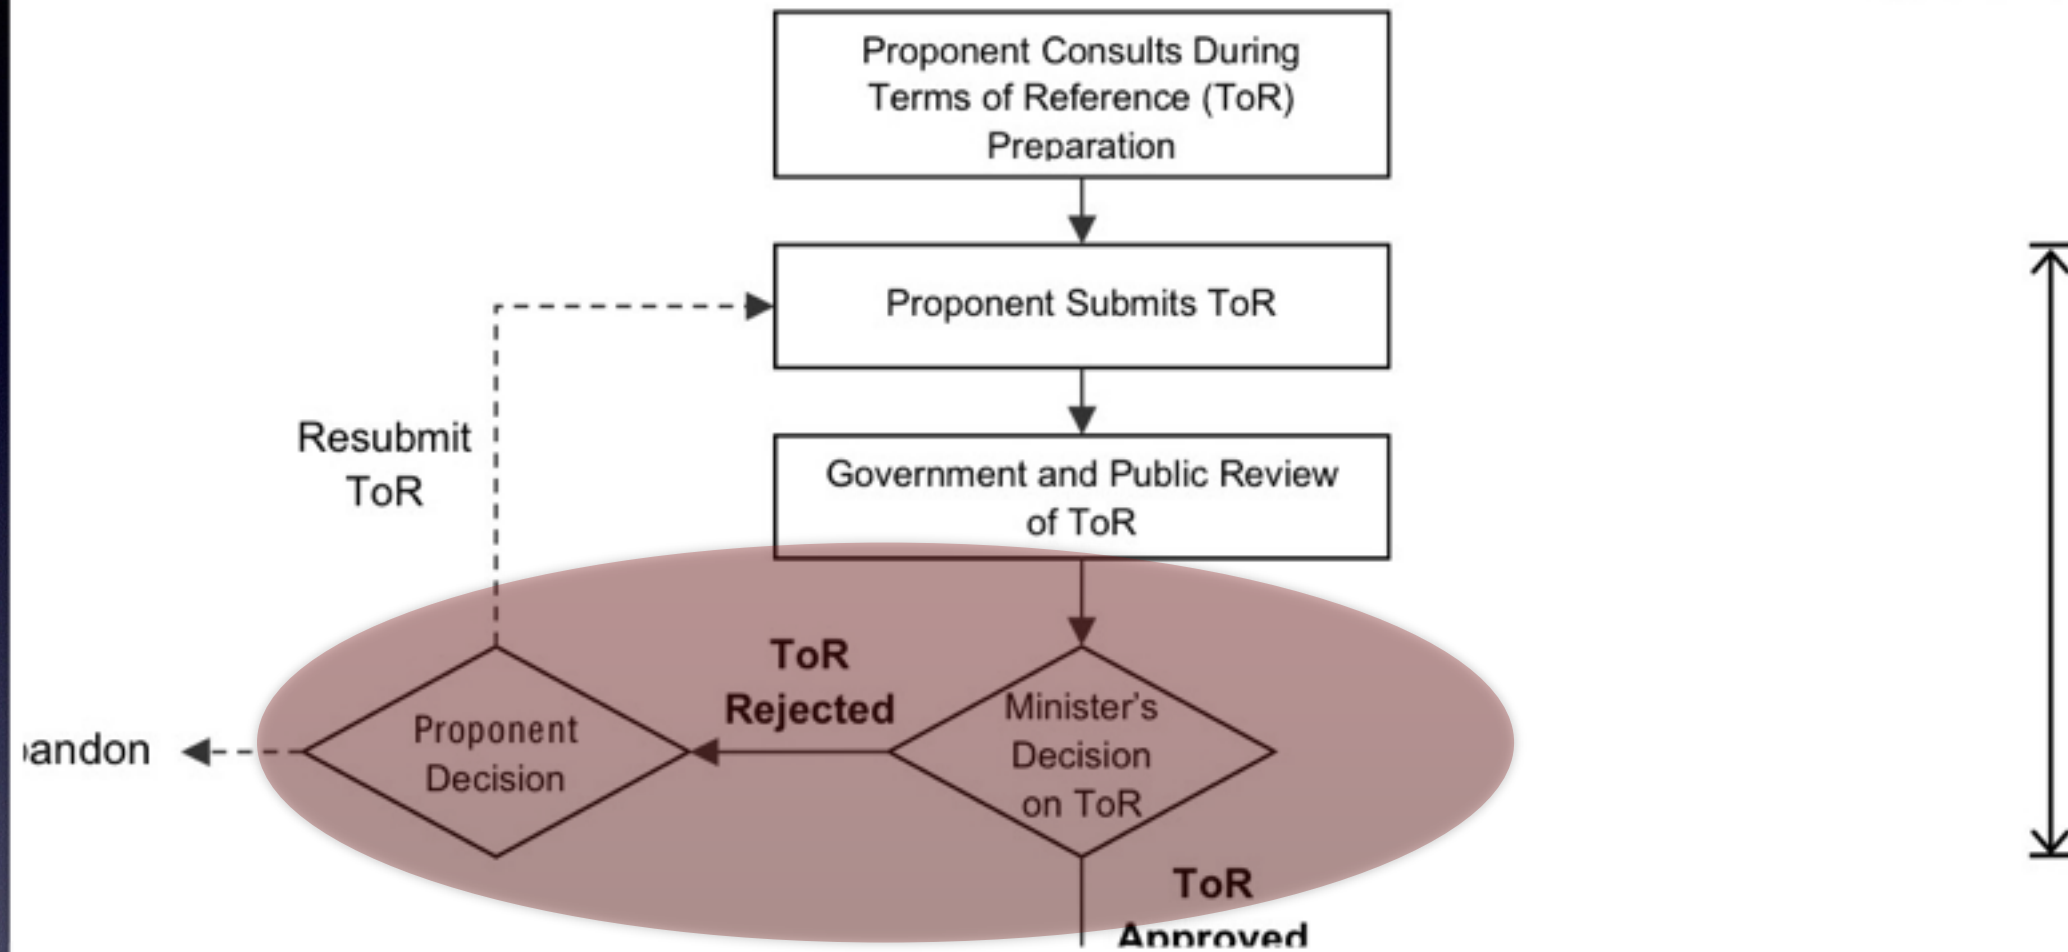 Proponent Consults During
Terms of Reference (ToR)
Preparation
Proponent Submits ToR
Resubmit
ToR
Government and Public Review
of ToR
ToR
Rejected
Minister's
Decision
on ToR
Proponent
Decision
bandon
ToR
Approved